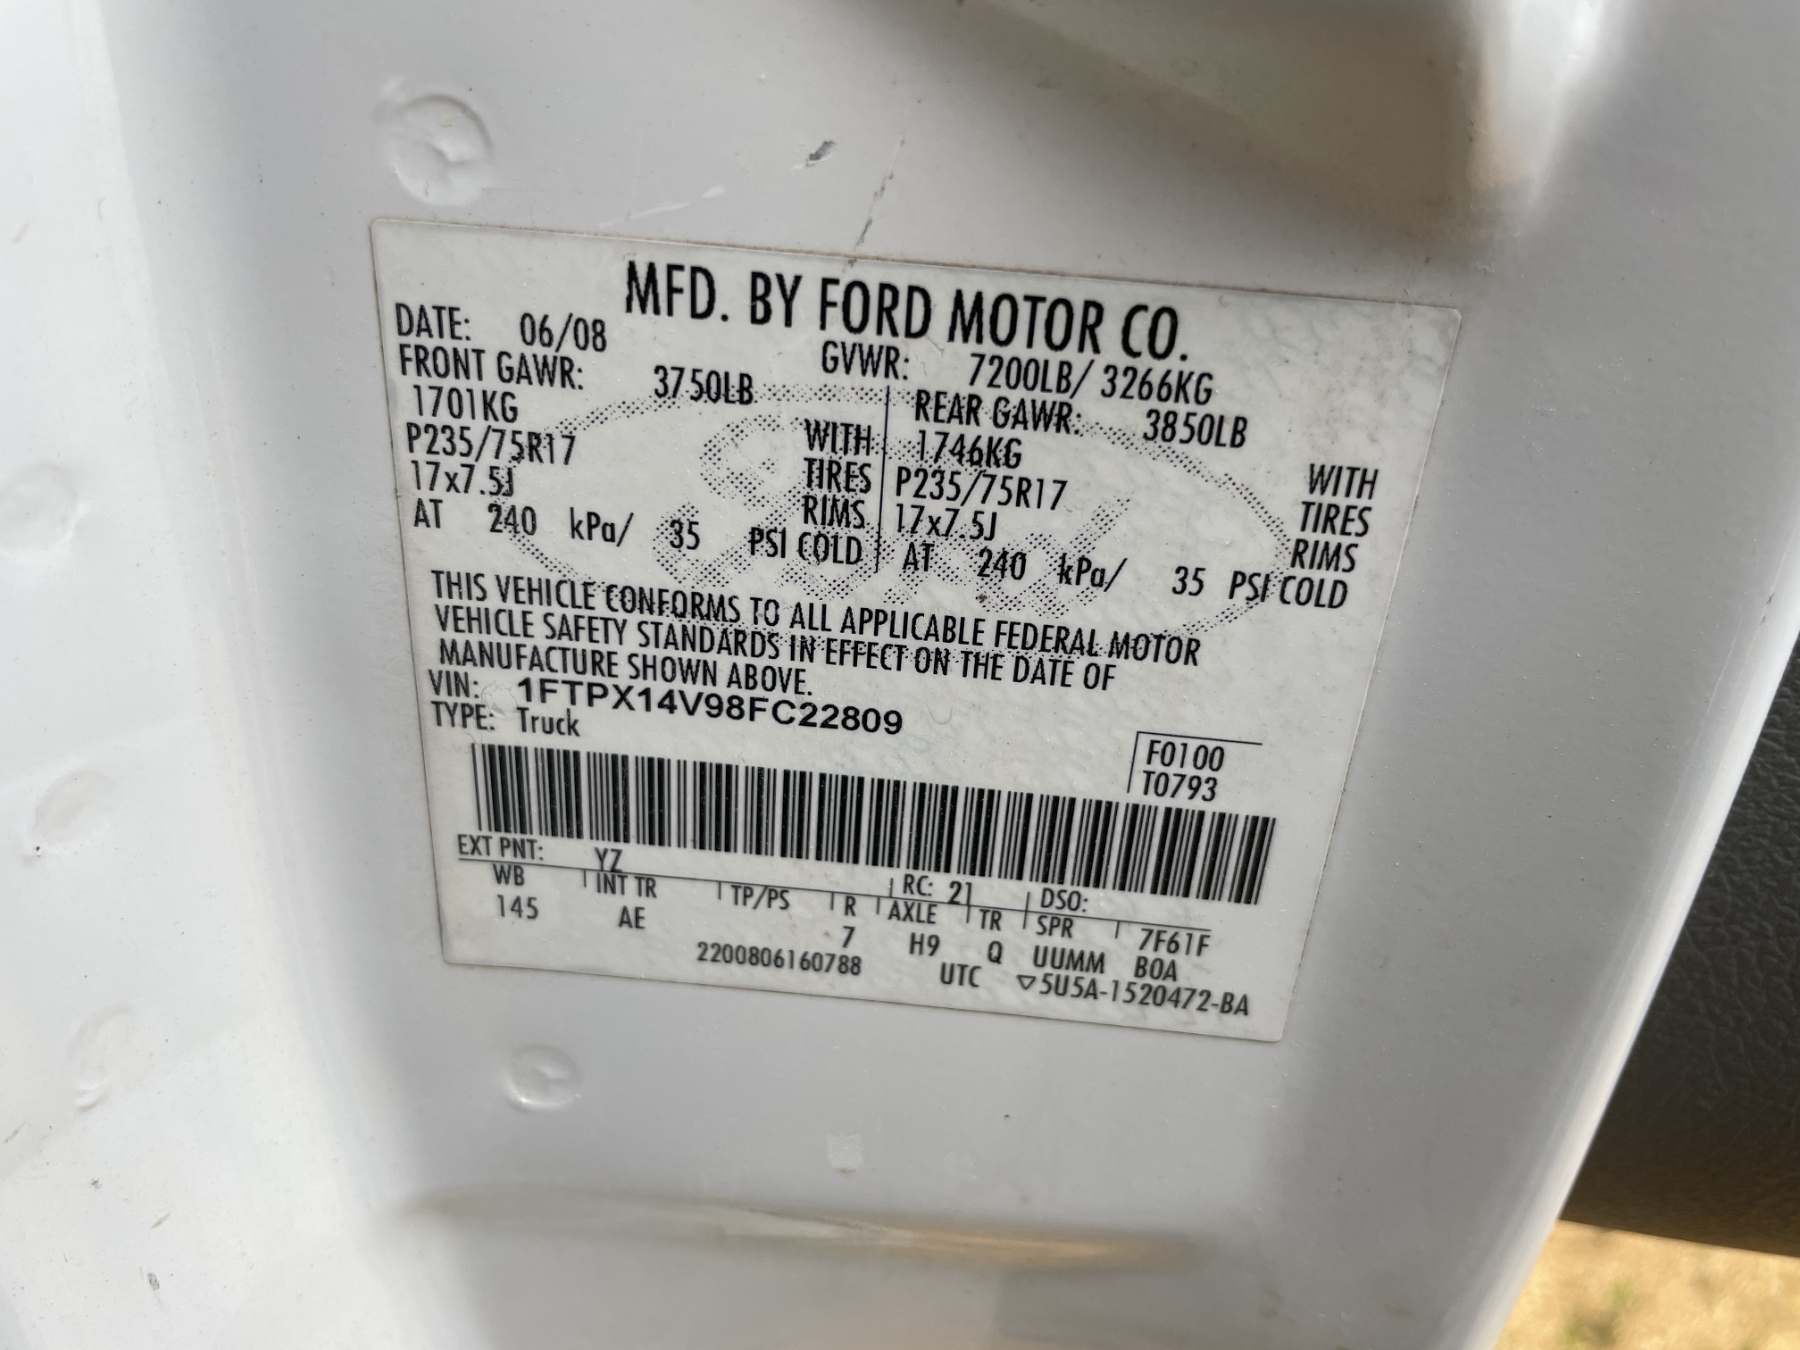 MFD. BY FORD MOTOR CO.
DATE: 06/08 GVWR: 7200LB/ 3266KG
FRONT GAWR: 3750LB REAR GAWR: 3850LB
1701KG WITH 1746KG WITH
P235/75R17 TIRES P235/75R17 TIRES
17x7.5J RIMS 17x7.5J RIMS
AT 240 kPa/ 35 PSI COLD AT 240 kPa/ 35 PSI COLD
THIS VEHICLE CONFORMS TO ALL APPLICABLE FEDERAL MOTOR
VEHICLE SAFETY STANDARDS IN EFFECT ON THE DATE OF
MANUFACTURE SHOWN ABOVE.
VIN: 1FTPX14V98FC22809
TYPE: Truck
F0100
T0793
EXT PNT: YZ RC: 21 DSO:
WB INT TR TP/PS R AXLE TR SPR 7F61F
145 AE 7 H9 Q UUMM BOA
2200806160788 UTC ▽5U5A-1520472-BA
Ford